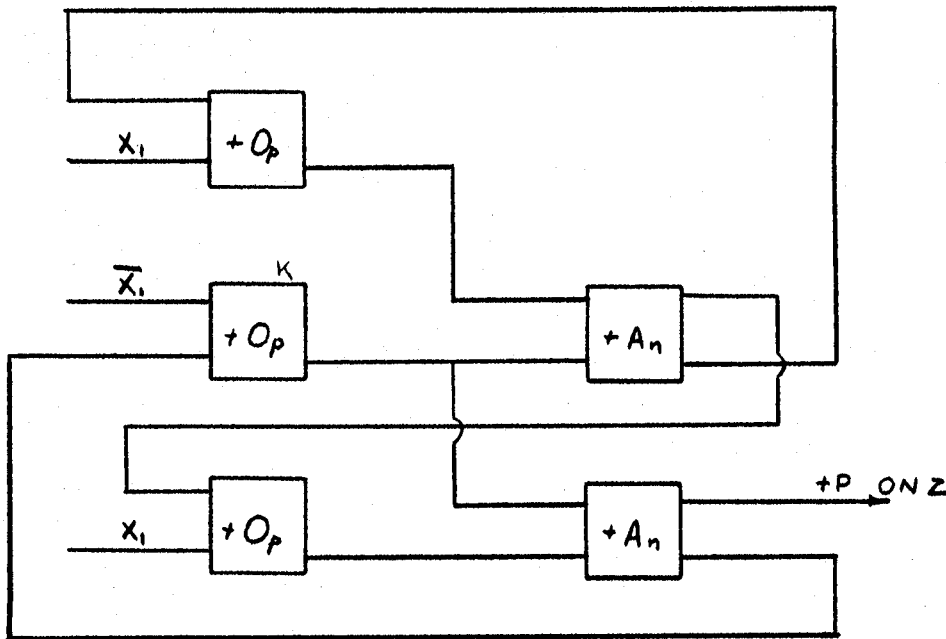 + Op
X1
X̅1
K
+ Op
+ An
+P ON Z
+ Op
X1
+ An